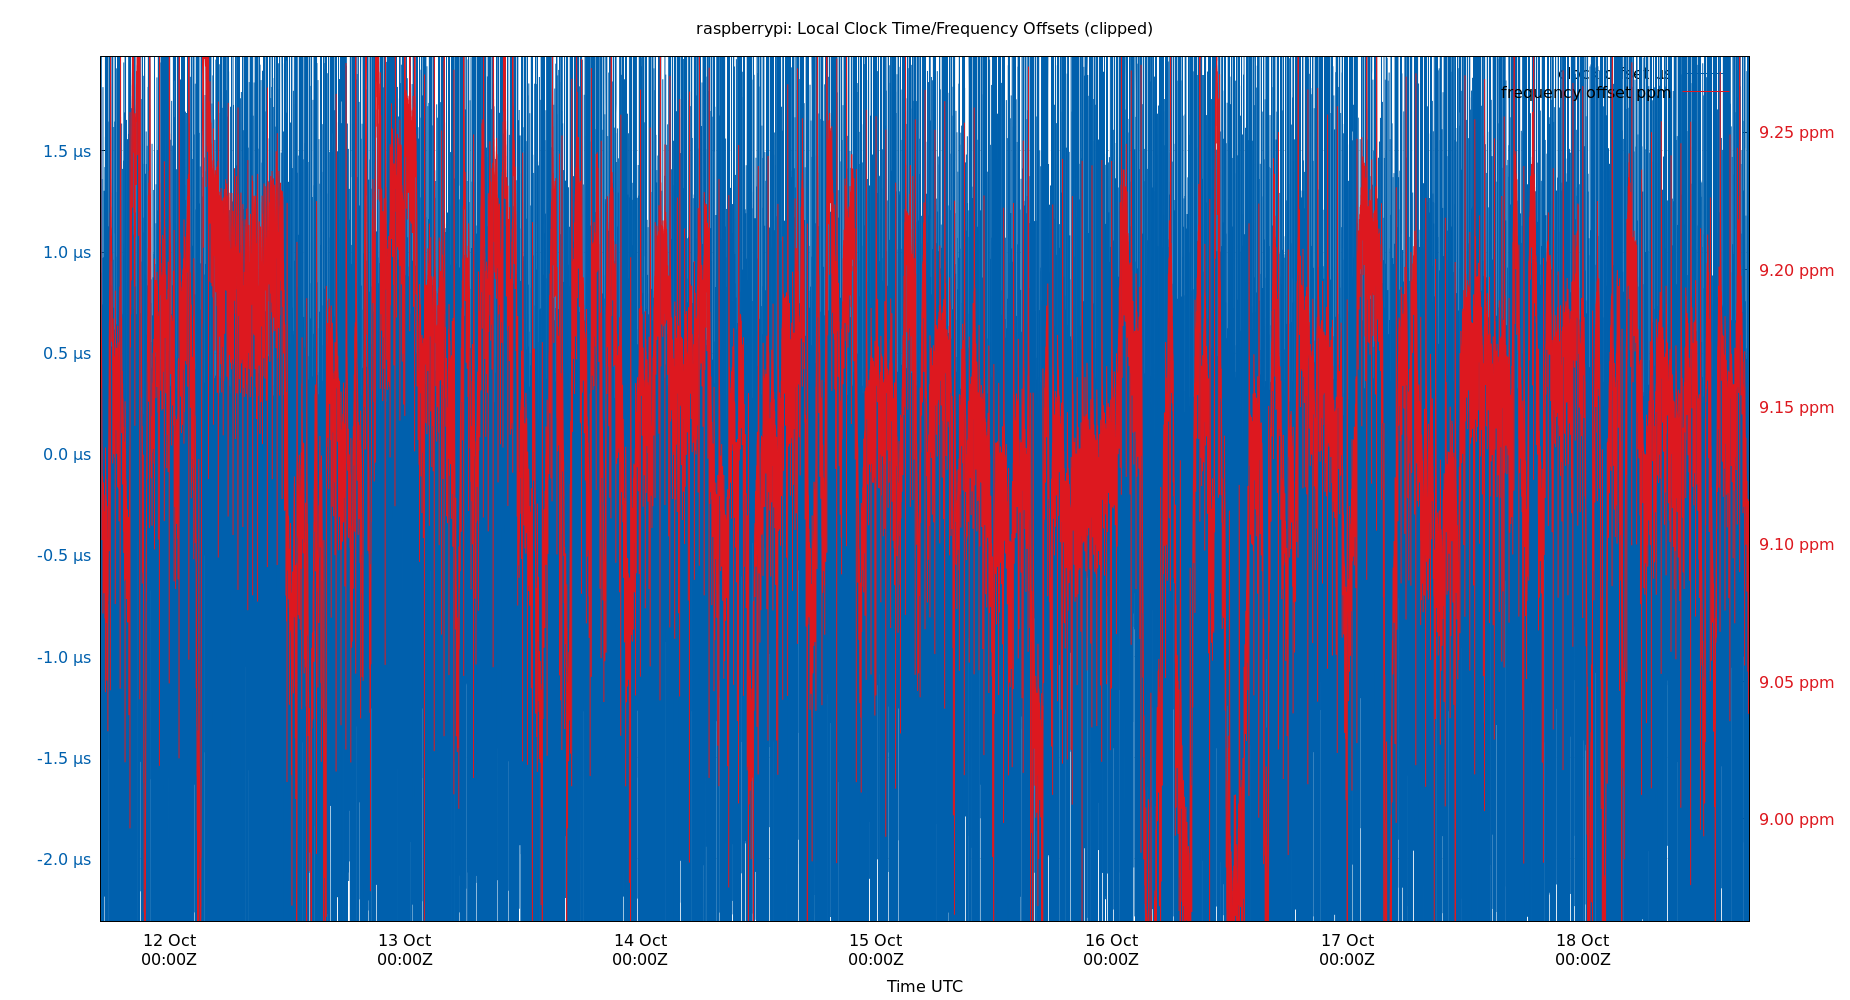 raspberrypi: Local Clock Time/Frequency Offsets (clipped)
clock offset µs
frequency offset ppm
1.5 µs
1.0 µs
0.5 µs
0.0 µs
-0.5 µs
-1.0 µs
-1.5 µs
-2.0 µs
9.25 ppm
9.20 ppm
9.15 ppm
9.10 ppm
9.05 ppm
9.00 ppm
12 Oct 13 Oct 14 Oct 15 Oct 16 Oct 17 Oct 18 Oct
00:00Z 00:00Z 00:00Z 00:00Z 00:00Z 00:00Z 00:00Z
Time UTC